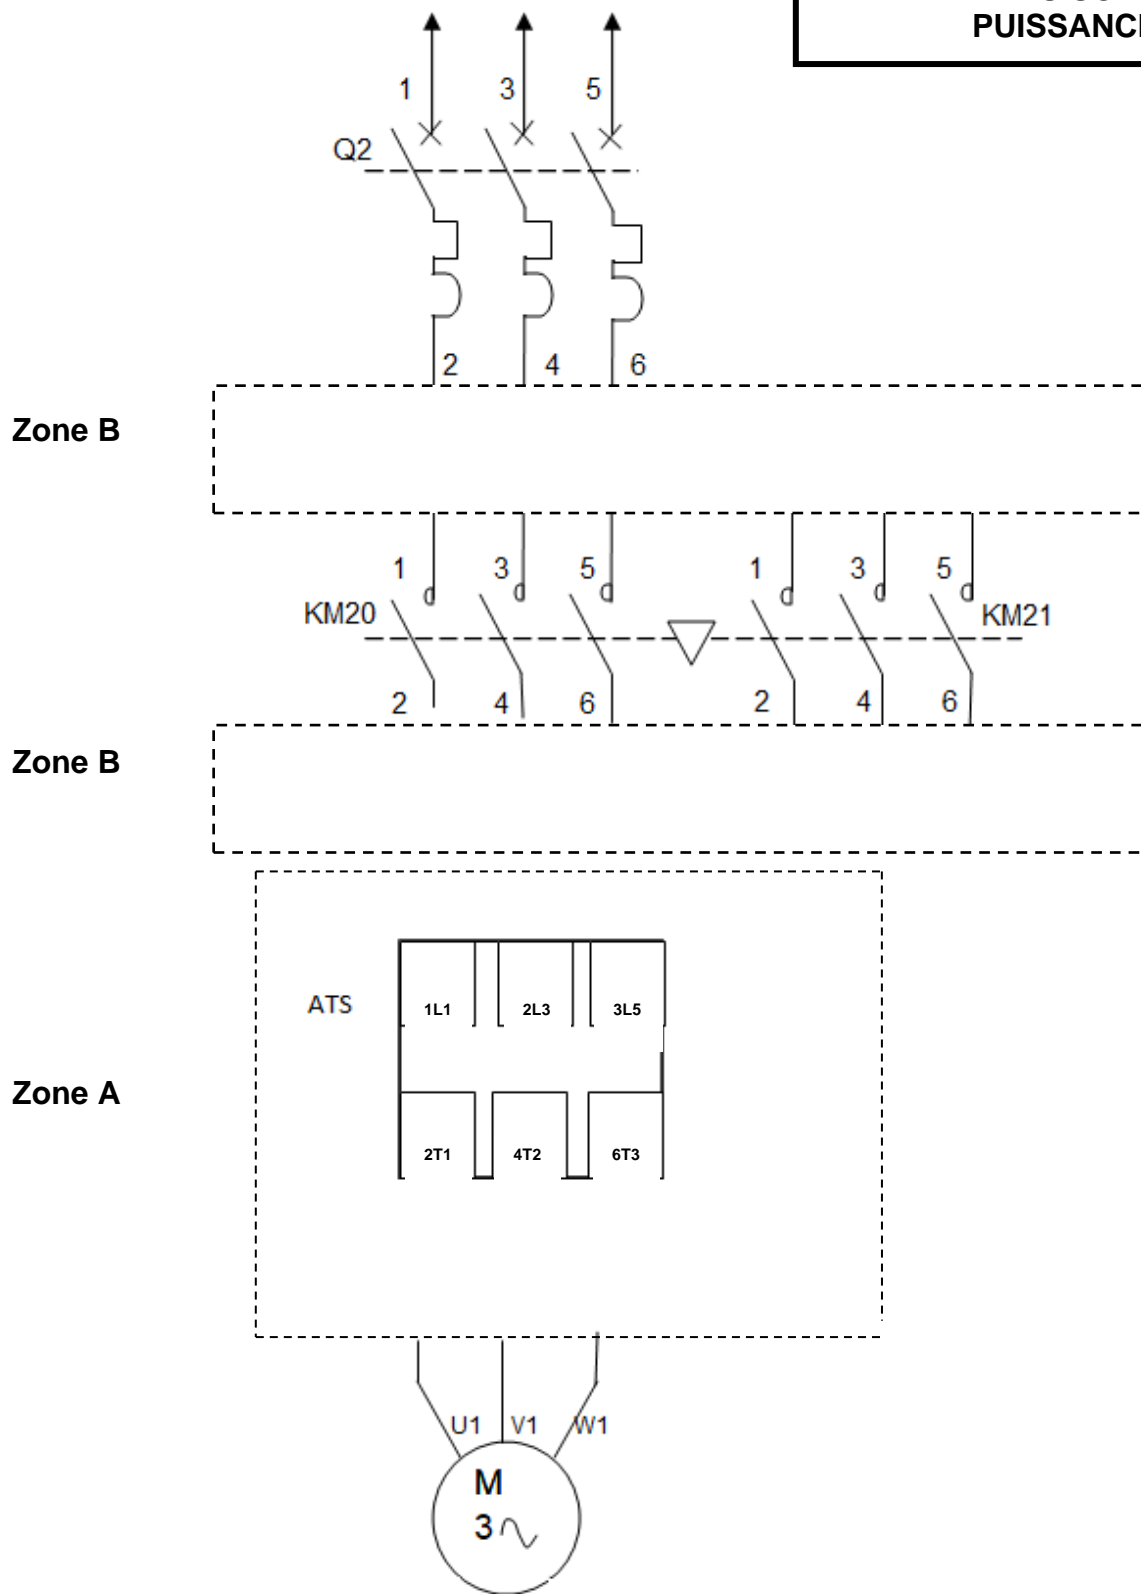 PUISSANC
1 3 5
Q2
2 4 6
Zone B
1 3 5 1 3 5
KM20 KM21
2 4 6 2 4 6
Zone B
ATS
1L1 2L3 3L5
Zone A
2T1 4T2 6T3
U1 V1 W1
M
3